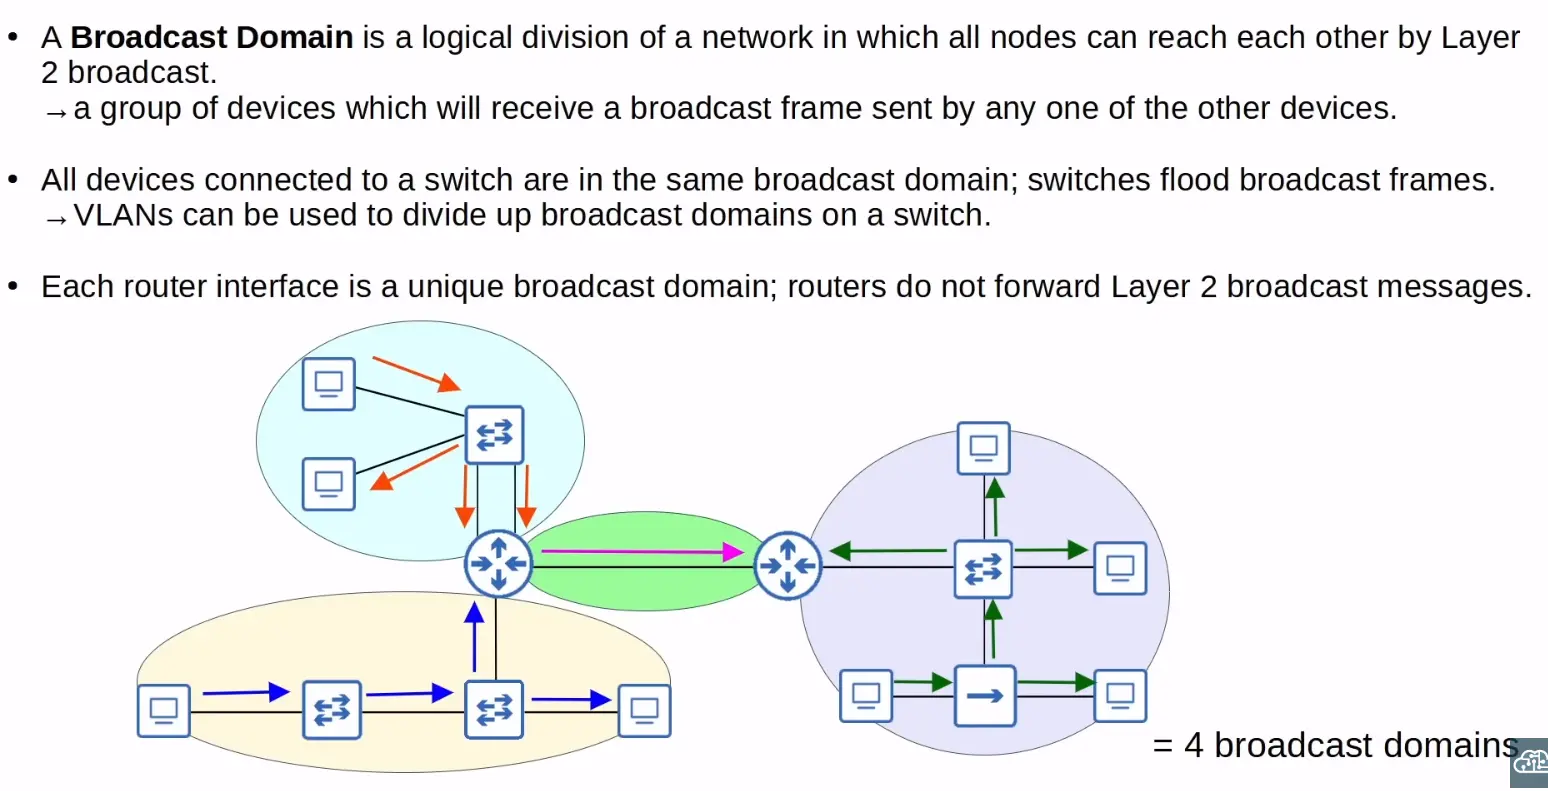 • A Broadcast Domain is a logical division of a network in which all nodes can reach each other by Layer
2 broadcast.
→a group of devices which will receive a broadcast frame sent by any one of the other devices.
• All devices connected to a switch are in the same broadcast domain; switches flood broadcast frames.
→VLANs can be used to divide up broadcast domains on a switch.
• Each router interface is a unique broadcast domain; routers do not forward Layer 2 broadcast messages.
= 4 broadcast domains